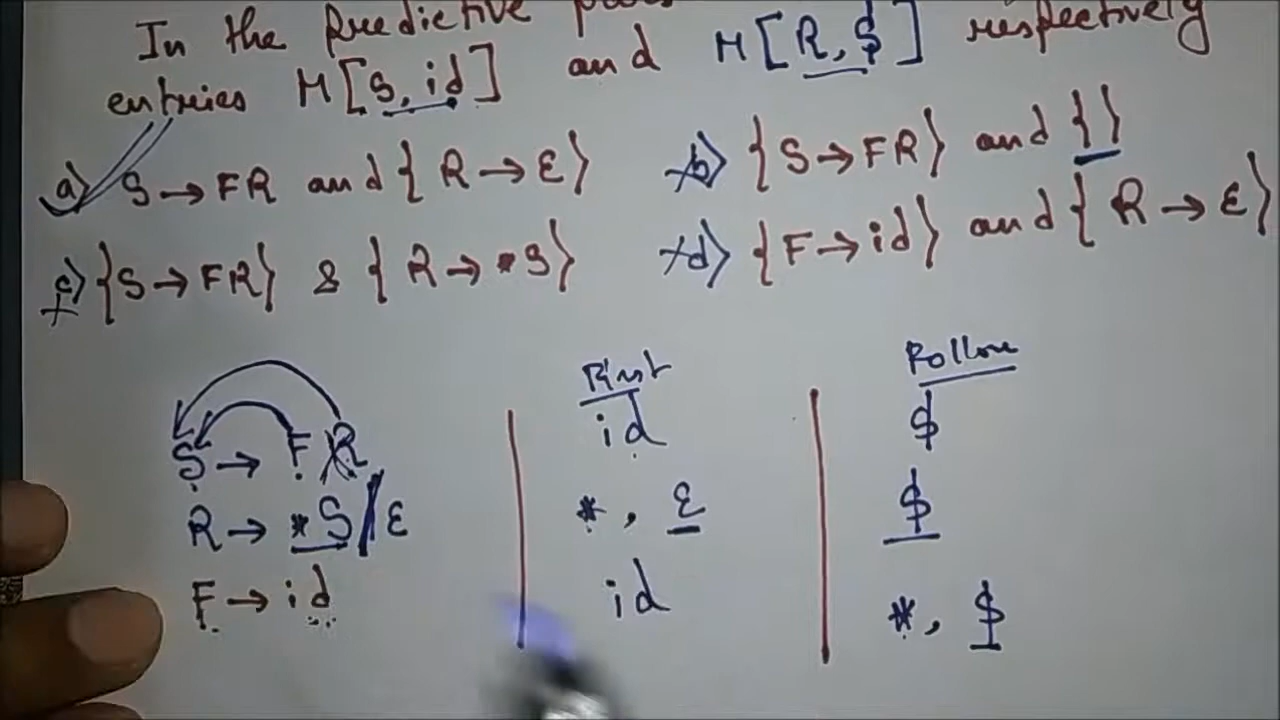 In the predictive
entries M[S, id] and M[R, $] respectively
a) S → FR and { R → ε }
b) { S → FR } and { }
c) { S → FR } & { R → *S }
d) { F → id } and { R → ε }
First
Follow
S → FR
id
$
R → *S / ε
*, ε
$
F → id
id
*, $